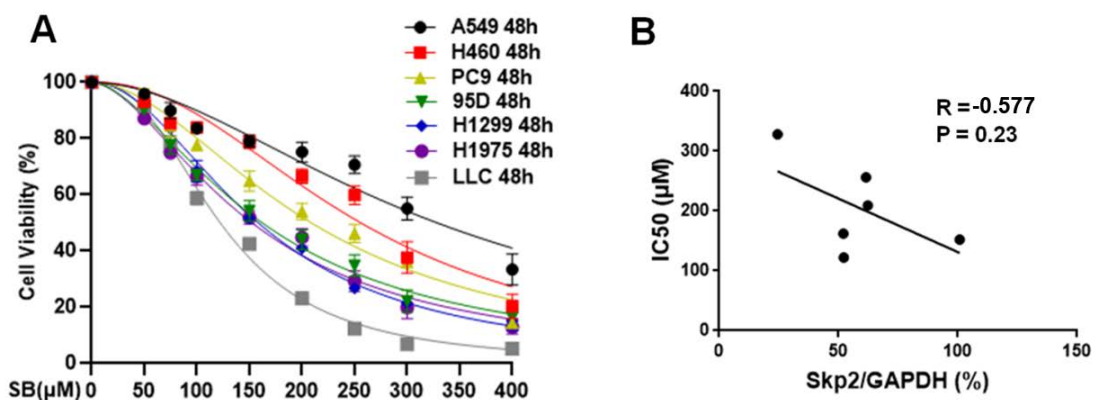 A
A549 48h
H460 48h
PC9 48h
95D 48h
H1299 48h
H1975 48h
LLC 48h
Cell Viability (%)
100
80
60
40
20
0
SB(μM) 0 50 100 150 200 250 300 400
B
R =-0.577
P = 0.23
IC50 (μM)
400
300
200
100
0
0 50 100 150
Skp2/GAPDH (%)